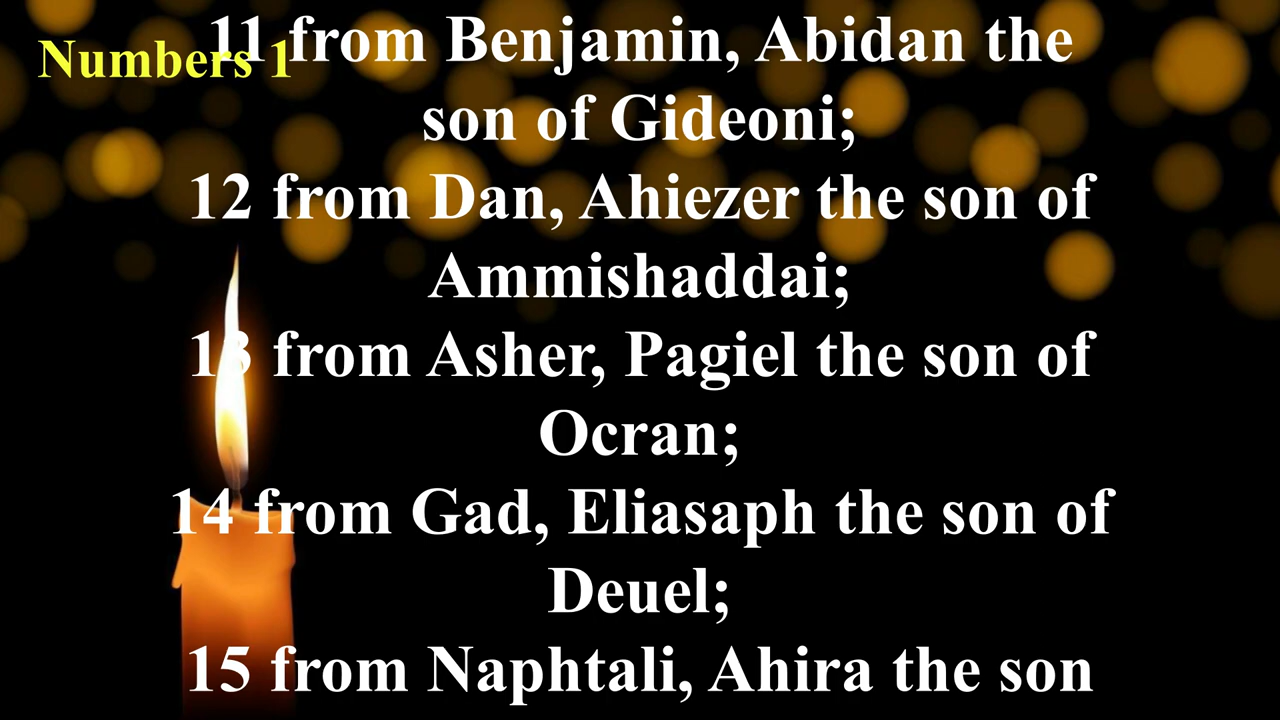 Numbers 1
11 from Benjamin, Abidan the
son of Gideoni;
12 from Dan, Ahiezer the son of
Ammishaddai;
13 from Asher, Pagiel the son of
Ocran;
14 from Gad, Eliasaph the son of
Deuel;
15 from Naphtali, Ahira the son